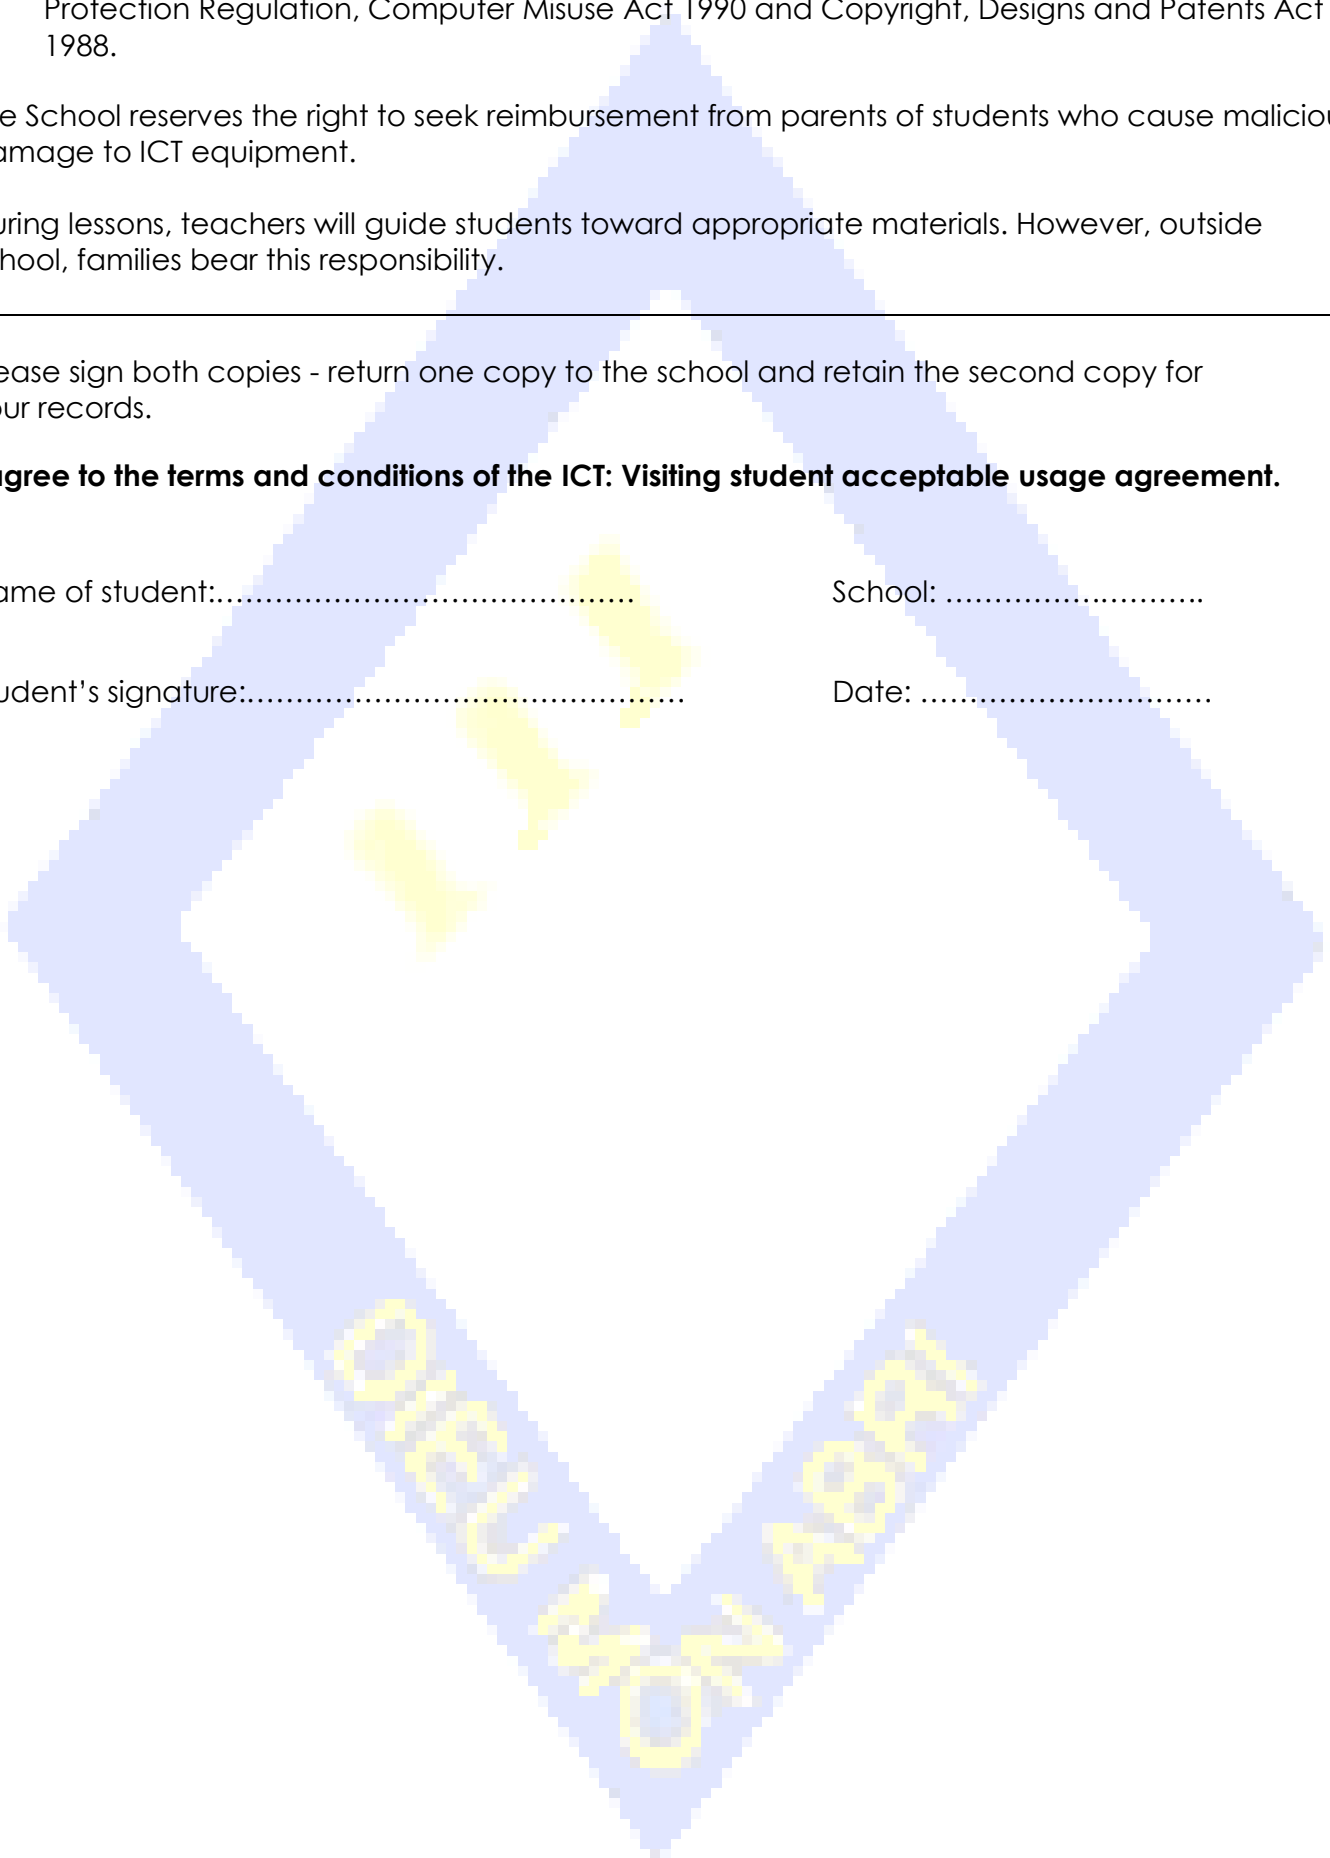 Protection Regulation, Computer Misuse Act 1990 and Copyright, Designs and Patents Act
1988.
e School reserves the right to seek reimbursement from parents of students who cause maliciou
amage to ICT equipment.
uring lessons, teachers will guide students toward appropriate materials. However, outside
hool, families bear this responsibility.
ease sign both copies - return one copy to the school and retain the second copy for
our records.
agree to the terms and conditions of the ICT: Visiting student acceptable usage agreement.
ame of student:........................................... School: ...........................
udent's signature:............................................. Date: ..............................
DIEU MON ABRI